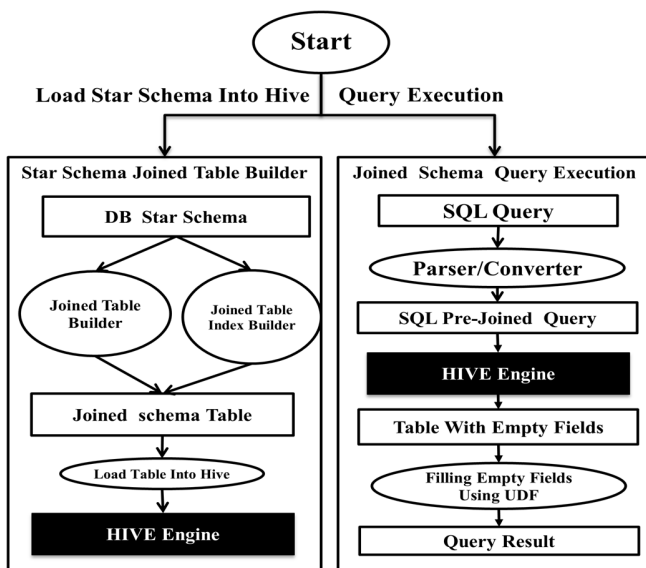 Start
Load Star Schema Into Hive
Query Execution
Star Schema Joined Table Builder
DB Star Schema
Joined Table
Builder
Joined Table
Index Builder
Joined schema Table
Load Table Into Hive
HIVE Engine
Joined Schema Query Execution
SQL Query
Parser/Converter
SQL Pre-Joined Query
HIVE Engine
Table With Empty Fields
Filling Empty Fields
Using UDF
Query Result